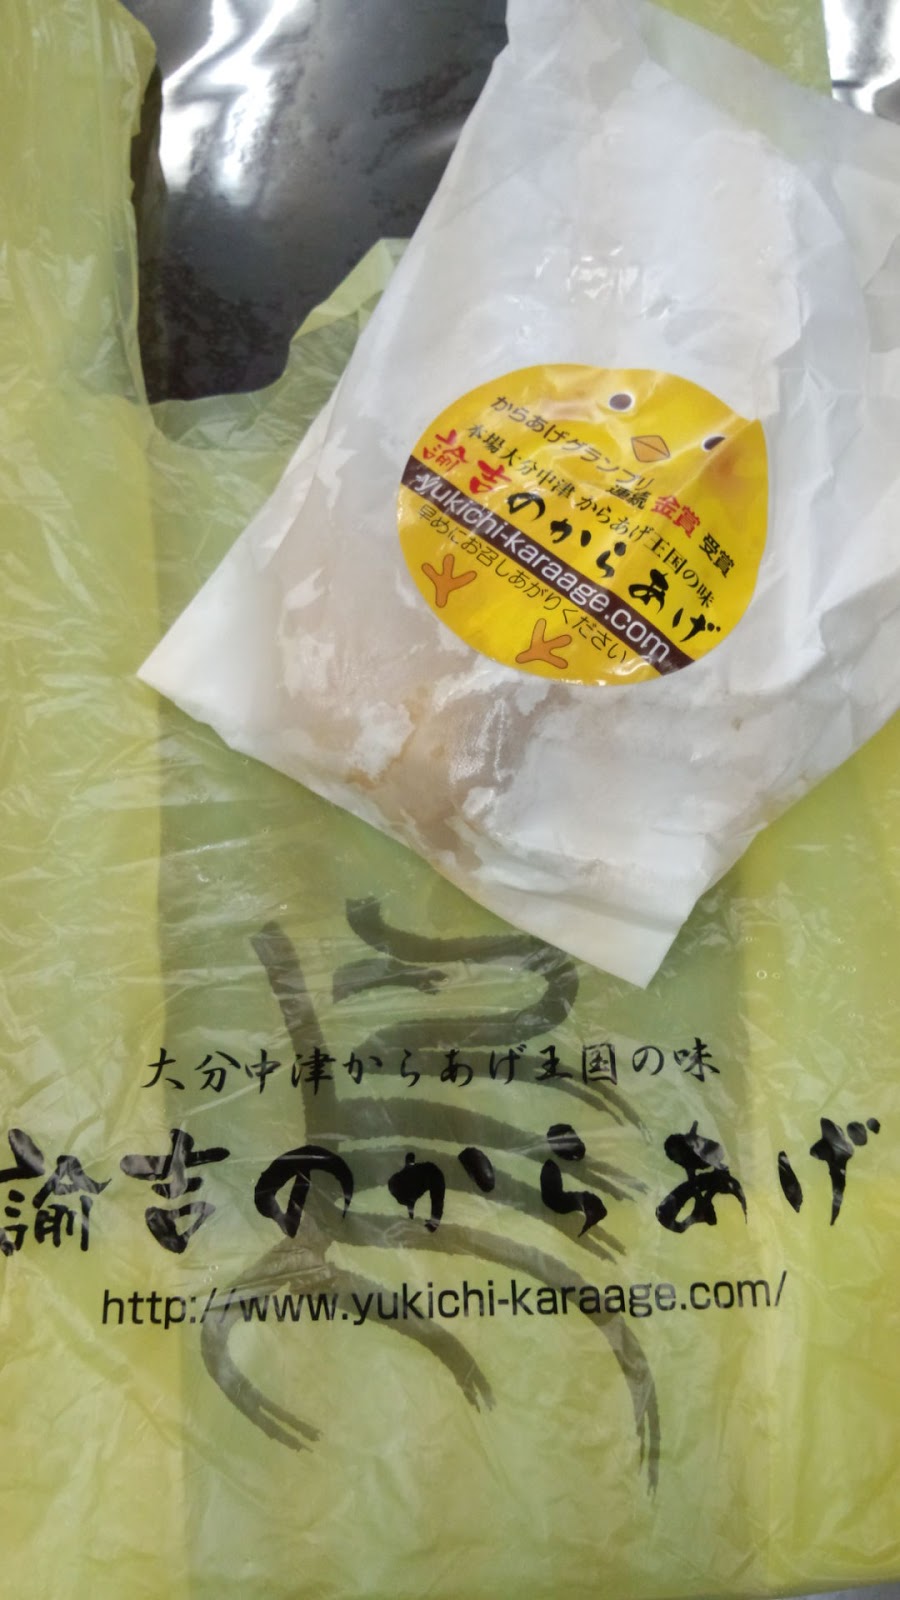 からあげグランプリ
連続金賞受賞
本場大分中津からあげ王国の味
諭吉のからあげ
yukichi-karaage.com
早めにお召しあがりください
大分中津からあげ王国の味
諭吉のからあげ
http://www.yukichi-karaage.com/